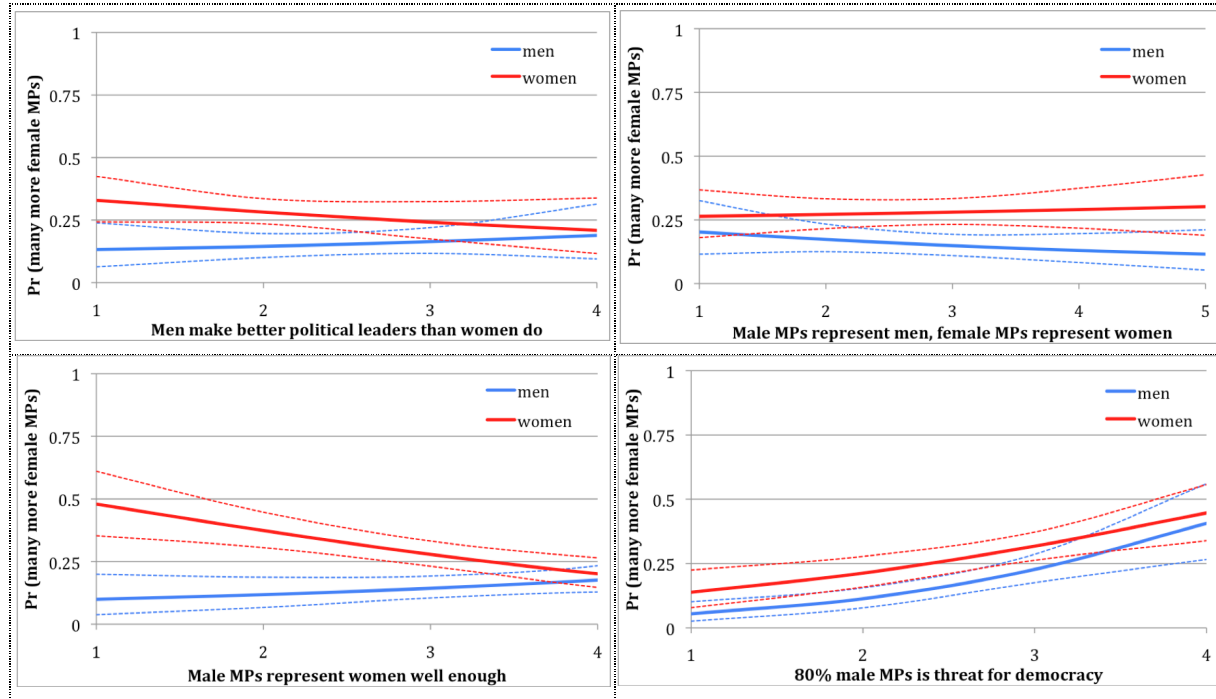 Pr (many more female MPs)
1
0.75
0.5
0.25
0
men
women
1 2 3 4
Men make better political leaders than women do
Pr (many more female MPs)
1
0.75
0.5
0.25
0
men
women
1 2 3 4 5
Male MPs represent men, female MPs represent women
Pr (many more female MPs)
1
0.75
0.5
0.25
0
men
women
1 2 3 4
Male MPs represent women well enough
Pr (many more female MPs)
1
0.75
0.5
0.25
0
men
women
1 2 3 4
80% male MPs is threat for democracy